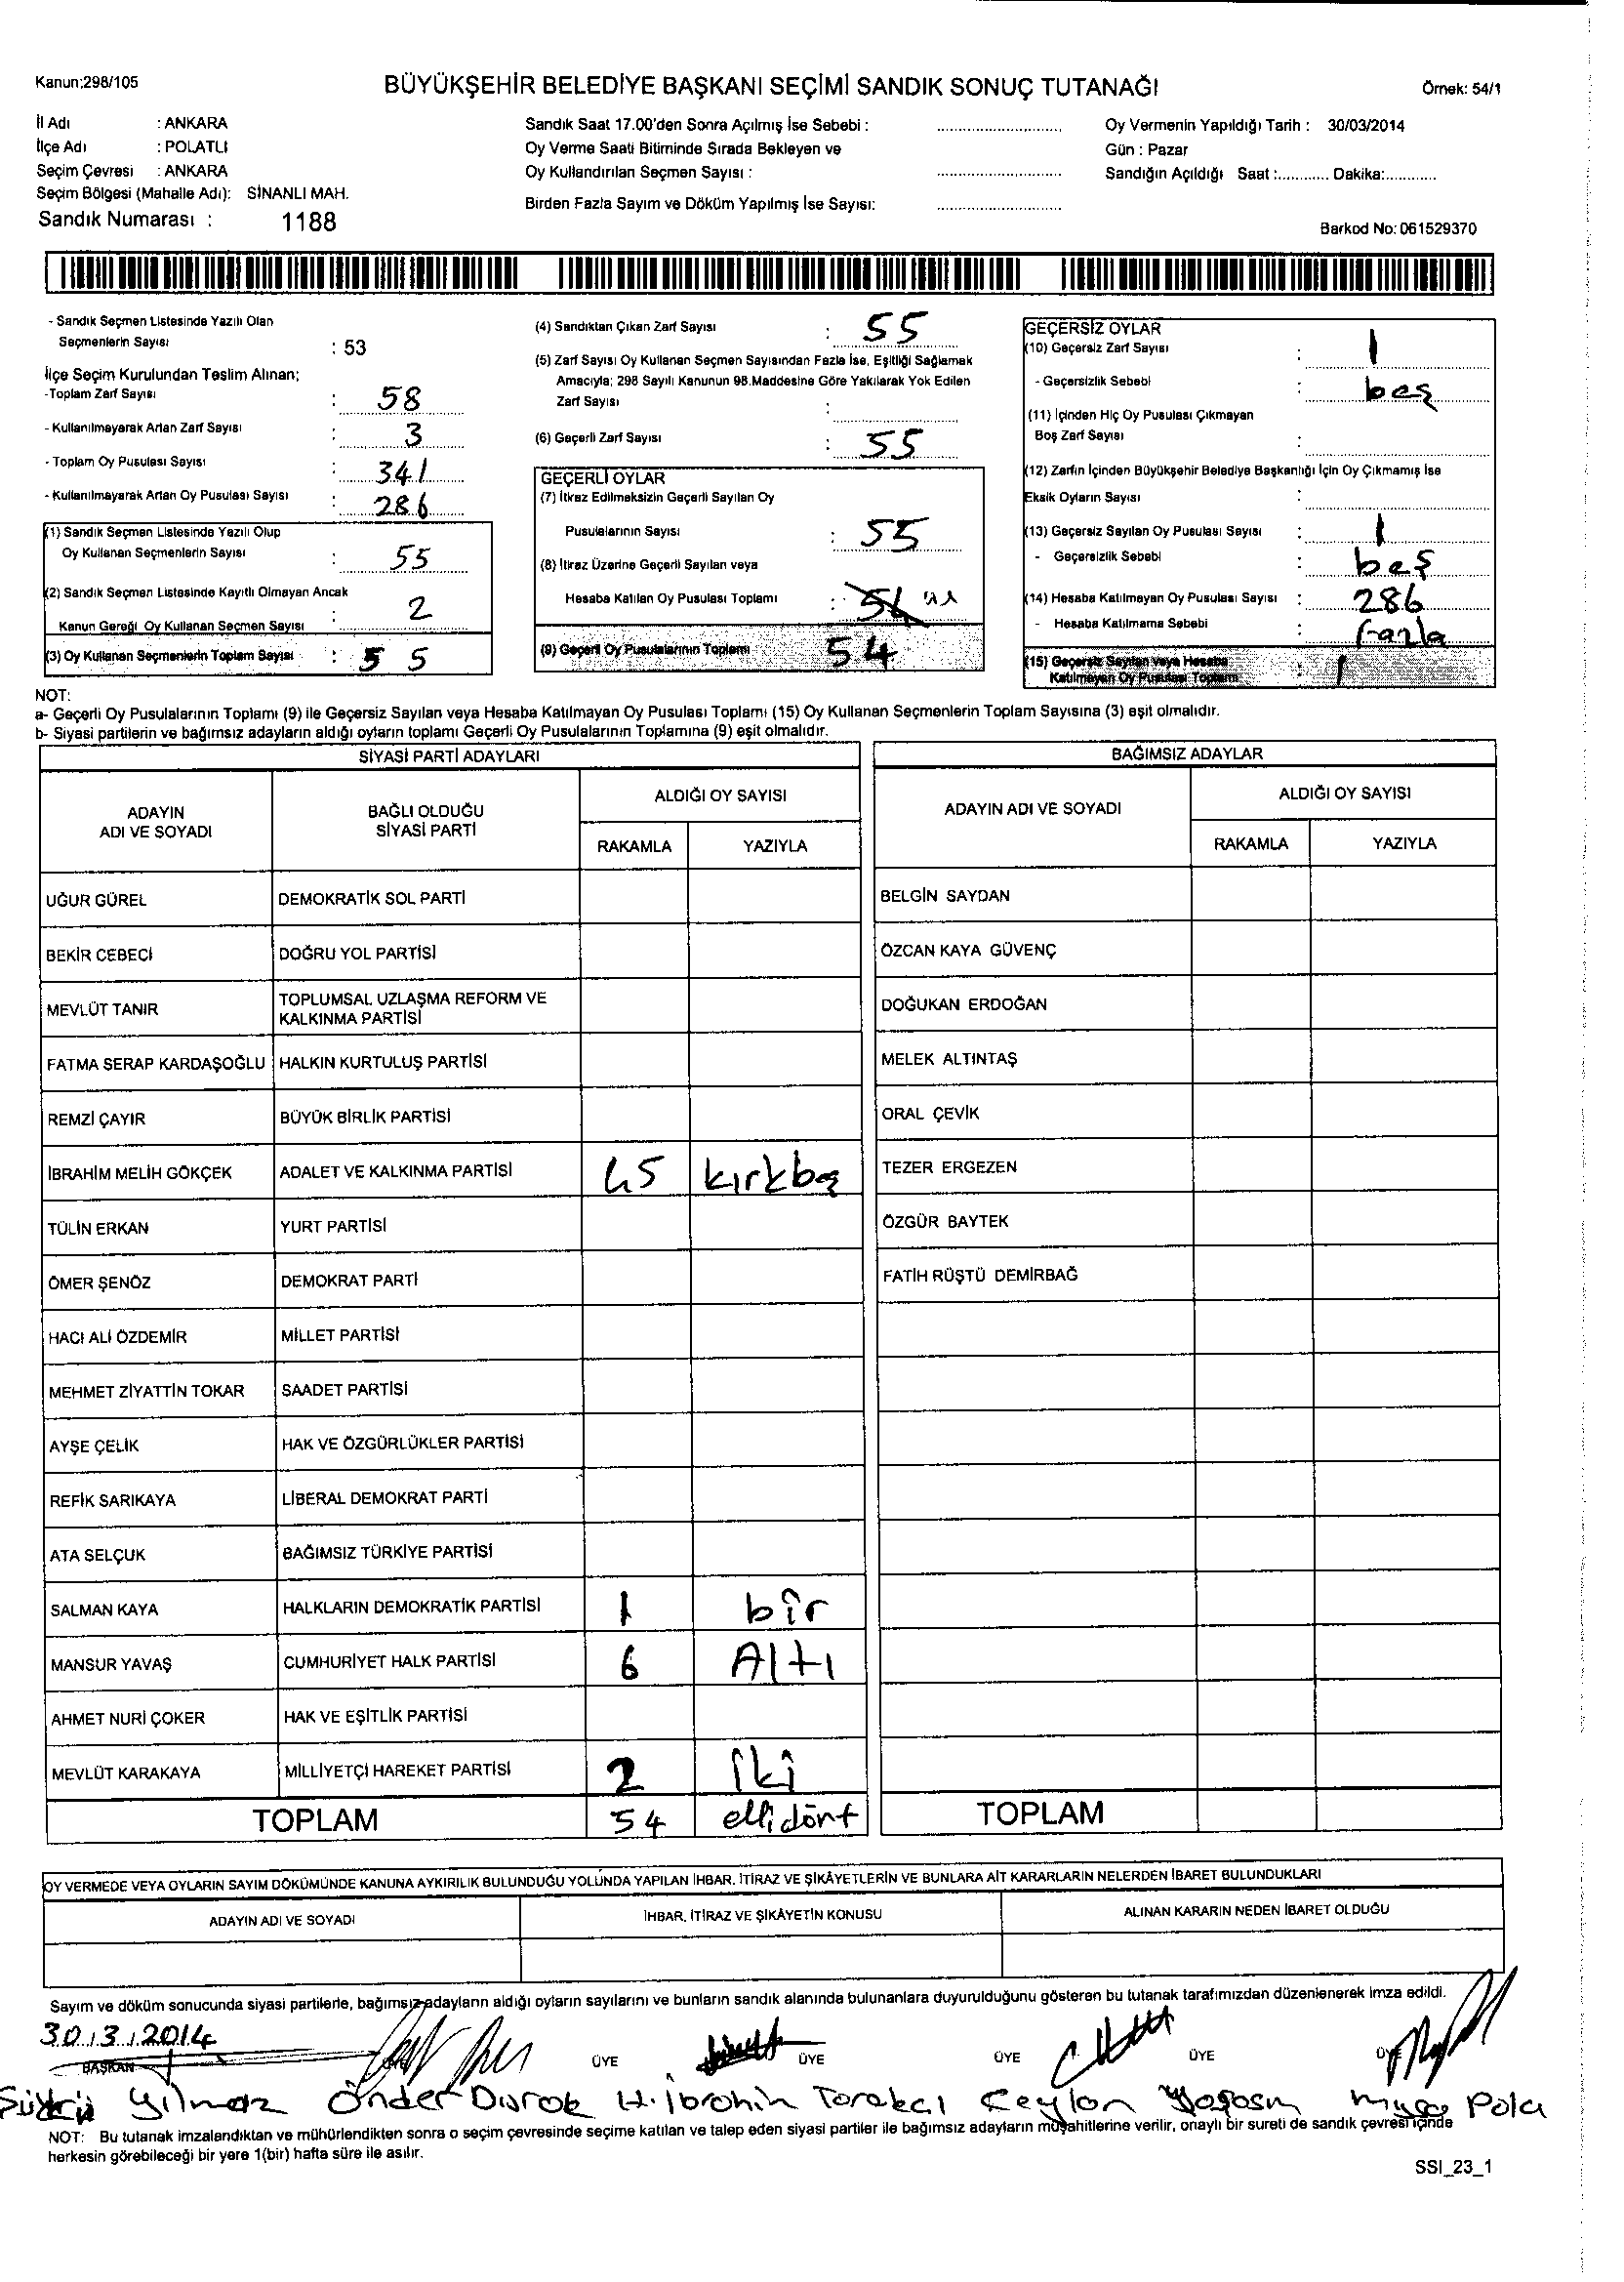 Kanun:298/105
BÜYÜKŞEHİR BELEDİYE BAŞKANI SEÇİMİ SANDIK SONUÇ TUTANAĞI
Örnek: 54/1
İl Adı : ANKARA
İlçe Adı : POLATLI
Seçim Çevresi : ANKARA
Seçim Bölgesi (Mahalle Adı): SİNANLI MAH.
Sandık Numarası : 1188
Sandık Saat 17.00'den Sonra Açılmış İse Sebebi :
Oy Verme Saati Bitiminde Sırada Bekleyen ve
Oy Kullandırılan Seçmen Sayısı :
Birden Fazla Sayım ve Döküm Yapılmış İse Sayısı:
Oy Vermenin Yapıldığı Tarih : 30/03/2014
Gün : Pazar
Sandığın Açıldığı Saat :............ Dakika:............
Barkod No: 061529370
- Sandık Seçmen Listesinde Yazılı Olan
Seçmenlerin Sayısı : 53
İlçe Seçim Kurulundan Teslim Alınan;
-Toplam Zarf Sayısı : 58
- Kullanılmayarak Artan Zarf Sayısı : 3
- Toplam Oy Pusulası Sayısı : 341
- Kullanılmayarak Artan Oy Pusulası Sayısı : 286
(1) Sandık Seçmen Listesinde Yazılı Olup
Oy Kullanan Seçmenlerin Sayısı : 55
(2) Sandık Seçmen Listesinde Kayıtlı Olmayan Ancak
Kanun Gereği Oy Kullanan Seçmen Sayısı : 2
(3) Oy Kullanan Seçmenlerin Toplam Sayısı : 55
(4) Sandıktan Çıkan Zarf Sayısı : 55
(5) Zarf Sayısı Oy Kullanan Seçmen Sayısından Fazla İse, Eşitliği Sağlamak
Amacıyla; 298 Sayılı Kanunun 98.Maddesine Göre Yakılarak Yok Edilen
Zarf Sayısı :
(6) Geçerli Zarf Sayısı : 55
GEÇERLİ OYLAR
(7) İtiraz Edilmeksizin Geçerli Sayılan Oy
Pusulalarının Sayısı : 55
(8) İtiraz Üzerine Geçerli Sayılan veya
Hesaba Katılan Oy Pusulası Toplamı :
(9) Geçerli Oy Pusulalarının Toplamı : 54
GEÇERSİZ OYLAR
(10) Geçersiz Zarf Sayısı : 1
- Geçersizlik Sebebi : beş
(11) İçinden Hiç Oy Pusulası Çıkmayan
Boş Zarf Sayısı :
(12) Zarfın İçinden Büyükşehir Belediye Başkanlığı İçin Oy Çıkmamış İse
Eksik Oyların Sayısı :
(13) Geçersiz Sayılan Oy Pusulası Sayısı : 1
- Geçersizlik Sebebi : beş
(14) Hesaba Katılmayan Oy Pusulası Sayısı : 286
- Hesaba Katılmama Sebebi : fazla
(15) Geçersiz Sayılan veya Hesaba
Katılmayan Oy Pusulası Toplamı : 1
NOT:
a- Geçerli Oy Pusulalarının Toplamı (9) ile Geçersiz Sayılan veya Hesaba Katılmayan Oy Pusulası Toplamı (15) Oy Kullanan Seçmenlerin Toplam Sayısına (3) eşit olmalıdır.
b- Siyasi partilerin ve bağımsız adayların aldığı oyların toplamı Geçerli Oy Pusulalarının Toplamına (9) eşit olmalıdır.
SİYASİ PARTİ ADAYLARI
ADAYIN ADI VE SOYADI
BAĞLI OLDUĞU SİYASİ PARTİ
ALDIĞI OY SAYISI
RAKAMLA YAZIYLA
UĞUR GÜREL DEMOKRATİK SOL PARTİ
BEKİR CEBECİ DOĞRU YOL PARTİSİ
MEVLÜT TANIR TOPLUMSAL UZLAŞMA REFORM VE KALKINMA PARTİSİ
FATMA SERAP KARDAŞOĞLU HALKIN KURTULUŞ PARTİSİ
REMZİ ÇAYIR BÜYÜK BİRLİK PARTİSİ
İBRAHİM MELİH GÖKÇEK ADALET VE KALKINMA PARTİSİ 45 kırkbeş
TÜLİN ERKAN YURT PARTİSİ
ÖMER ŞENÖZ DEMOKRAT PARTİ
HACI ALİ ÖZDEMİR MİLLET PARTİSİ
MEHMET ZİYATTİN TOKAR SAADET PARTİSİ
AYŞE ÇELİK HAK VE ÖZGÜRLÜKLER PARTİSİ
REFİK SARIKAYA LİBERAL DEMOKRAT PARTİ
ATA SELÇUK BAĞIMSIZ TÜRKİYE PARTİSİ
SALMAN KAYA HALKLARIN DEMOKRATİK PARTİSİ 1 bir
MANSUR YAVAŞ CUMHURİYET HALK PARTİSİ 6 Altı
AHMET NURİ ÇOKER HAK VE EŞİTLİK PARTİSİ
MEVLÜT KARAKAYA MİLLİYETÇİ HAREKET PARTİSİ 2 iki
TOPLAM 54 ellidört
BAĞIMSIZ ADAYLAR
ADAYIN ADI VE SOYADI
ALDIĞI OY SAYISI
RAKAMLA YAZIYLA
BELGİN SAYDAN
ÖZCAN KAYA GÜVENÇ
DOĞUKAN ERDOĞAN
MELEK ALTINTAŞ
ORAL ÇEVİK
TEZER ERGEZEN
ÖZGÜR BAYTEK
FATİH RÜŞTÜ DEMİRBAĞ
TOPLAM
OY VERMEDE VEYA OYLARIN SAYIM DÖKÜMÜNDE KANUNA AYKIRILIK BULUNDUĞU YOLUNDA YAPILAN İHBAR, İTİRAZ VE ŞİKÂYETLERİN VE BUNLARA AİT KARARLARIN NELERDEN İBARET BULUNDUKLARI
ADAYIN ADI VE SOYADI
İHBAR, İTİRAZ VE ŞİKÂYETİN KONUSU
ALINAN KARARIN NEDEN İBARET OLDUĞU
Sayım ve döküm sonucunda siyasi partilerle, bağımsız adayların aldığı oyların sayılarını ve bunların sandık alanında bulunanlara duyurulduğunu gösteren bu tutanak tarafımızdan düzenlenerek imza edildi.
30.3.2014
BAŞKAN ÜYE ÜYE ÜYE ÜYE
Şükrü Yılmaz Önder Durak H.İbrahim Tarakcı Ceylan
NOT: Bu tutanak imzalandıktan ve mühürlendikten sonra o seçim çevresinde seçime katılan ve talep eden siyasi partiler ile bağımsız adayların müşahitlerine verilir, onaylı bir sureti de sandık çevresi içinde
herkesin görebileceği bir yere 1(bir) hafta süre ile asılır.
SSI_23_1